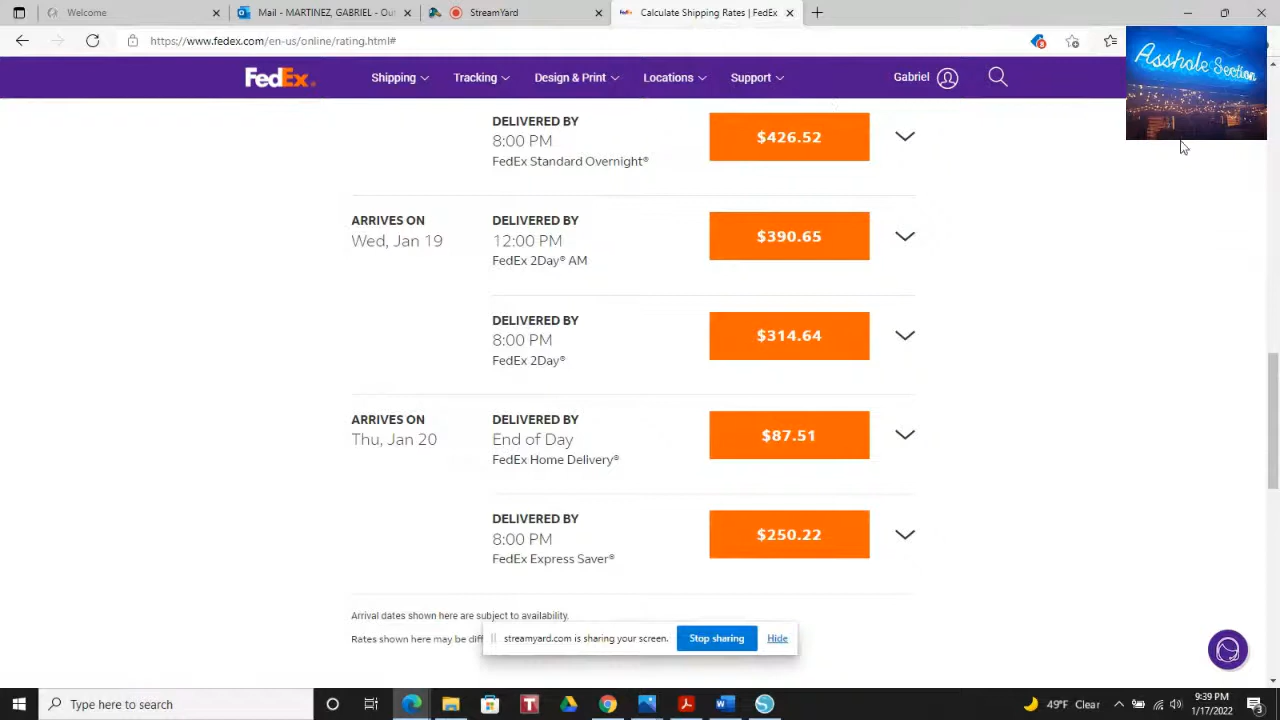 Welcome
Mail - MARTINEZ, GABRIEL - Ou
StreamYard
Calculate Shipping Rates | FedEx
https://www.fedex.com/en-us/online/rating.html#
8
Asshole Section
FedEx
Shipping
Tracking
Design & Print
Locations
Support
Gabriel
DELIVERED BY
8:00 PM
FedEx Standard Overnight®
$426.52
ARRIVES ON
Wed, Jan 19
DELIVERED BY
12:00 PM
FedEx 2Day® AM
$390.65
DELIVERED BY
8:00 PM
FedEx 2Day®
$314.64
ARRIVES ON
Thu, Jan 20
DELIVERED BY
End of Day
FedEx Home Delivery®
$87.51
DELIVERED BY
8:00 PM
FedEx Express Saver®
$250.22
Arrival dates shown here are subject to availability.
Rates shown here may be dif
streamyard.com is sharing your screen.
Stop sharing
Hide
Type here to search
49°F Clear
9:39 PM
1/17/2022
3